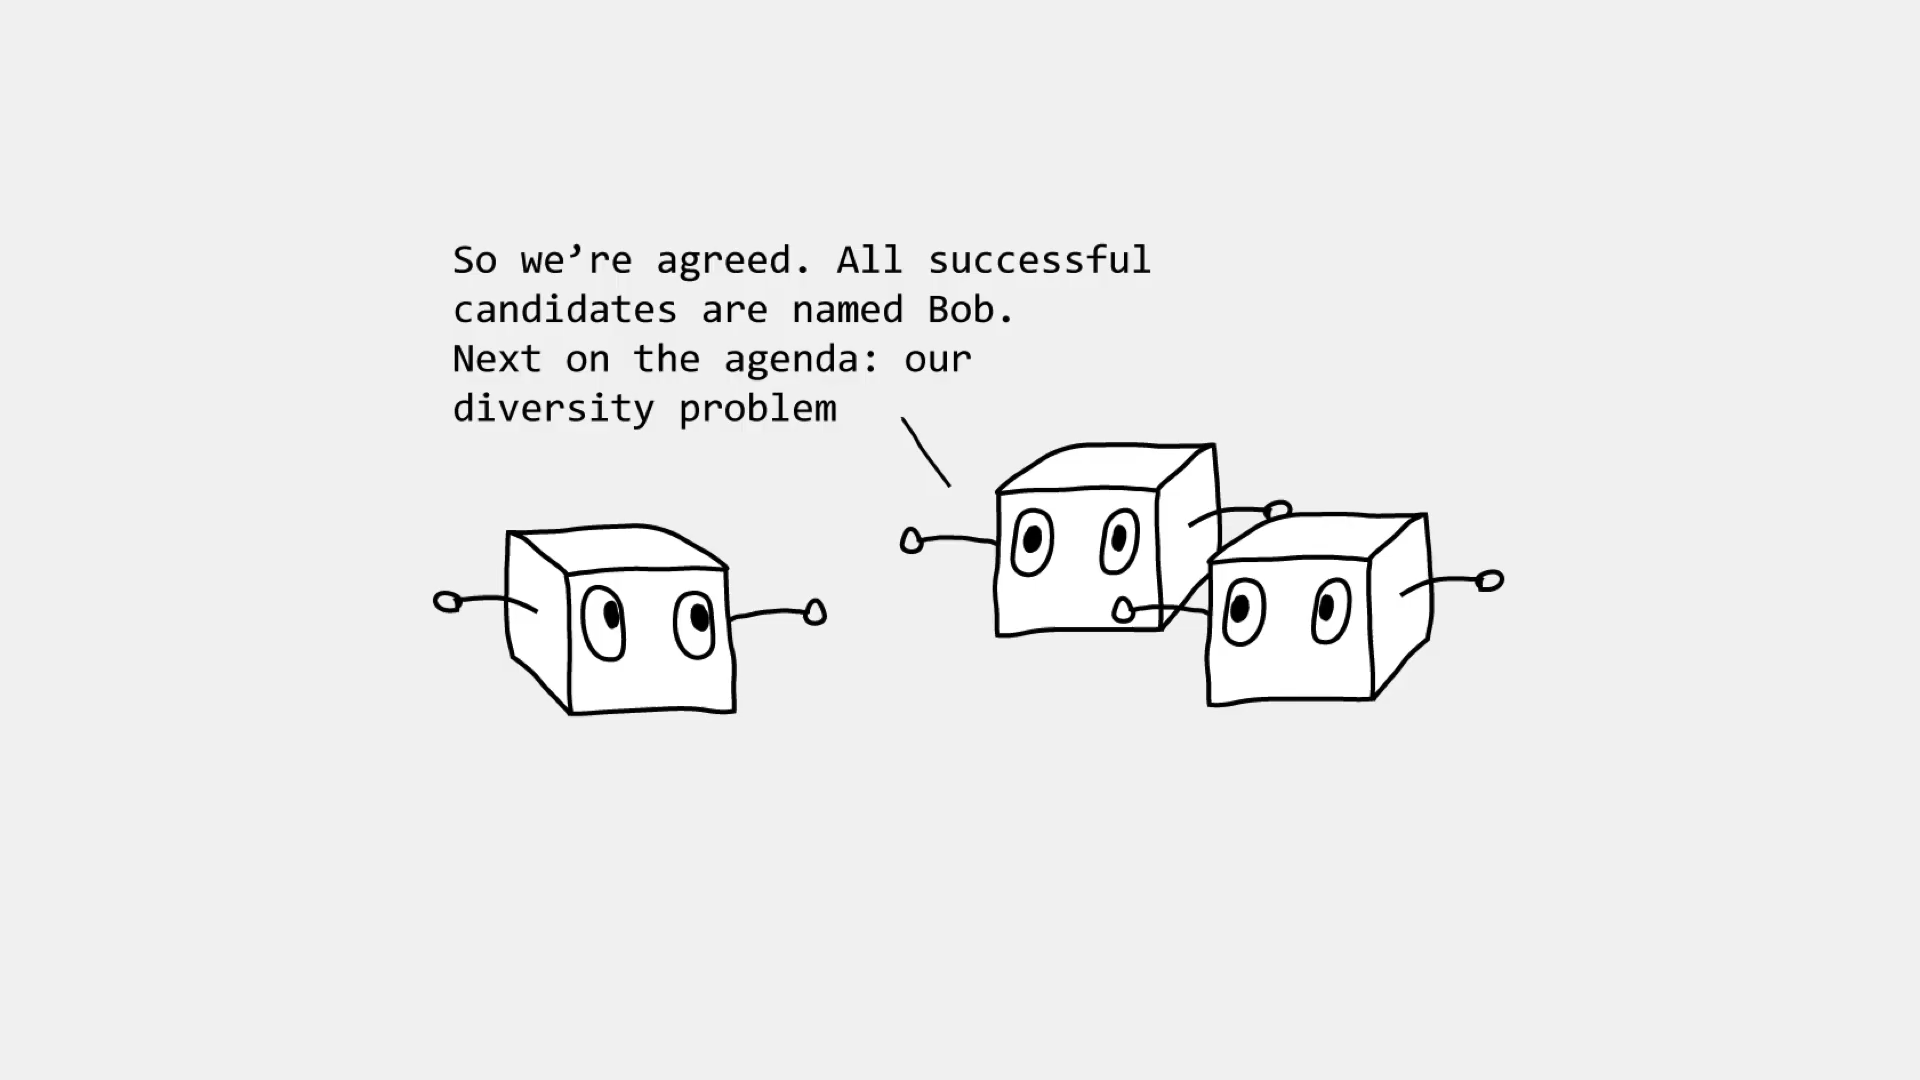 So we’re agreed. All successful
candidates are named Bob.
Next on the agenda: our
diversity problem